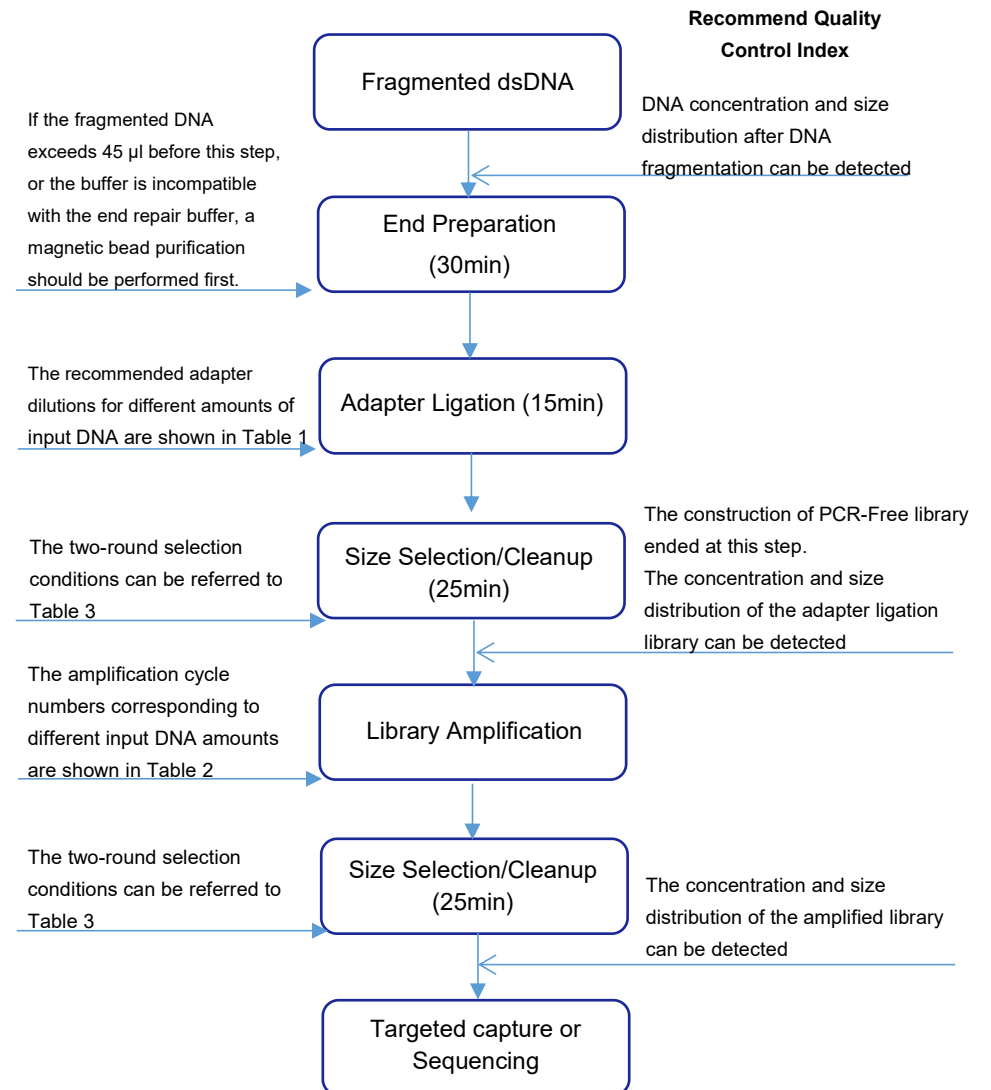 Recommend Quality
Control Index
Fragmented dsDNA
DNA concentration and size
distribution after DNA
fragmentation can be detected
If the fragmented DNA
exceeds 45 µl before this step,
or the buffer is incompatible
with the end repair buffer, a
magnetic bead purification
should be performed first.
End Preparation
(30min)
The recommended adapter
dilutions for different amounts of
input DNA are shown in Table 1
Adapter Ligation (15min)
The two-round selection
conditions can be referred to
Table 3
Size Selection/Cleanup
(25min)
The construction of PCR-Free library
ended at this step.
The concentration and size
distribution of the adapter ligation
library can be detected
The amplification cycle
numbers corresponding to
different input DNA amounts
are shown in Table 2
Library Amplification
The two-round selection
conditions can be referred to
Table 3
Size Selection/Cleanup
(25min)
The concentration and size
distribution of the amplified library
can be detected
Targeted capture or
Sequencing